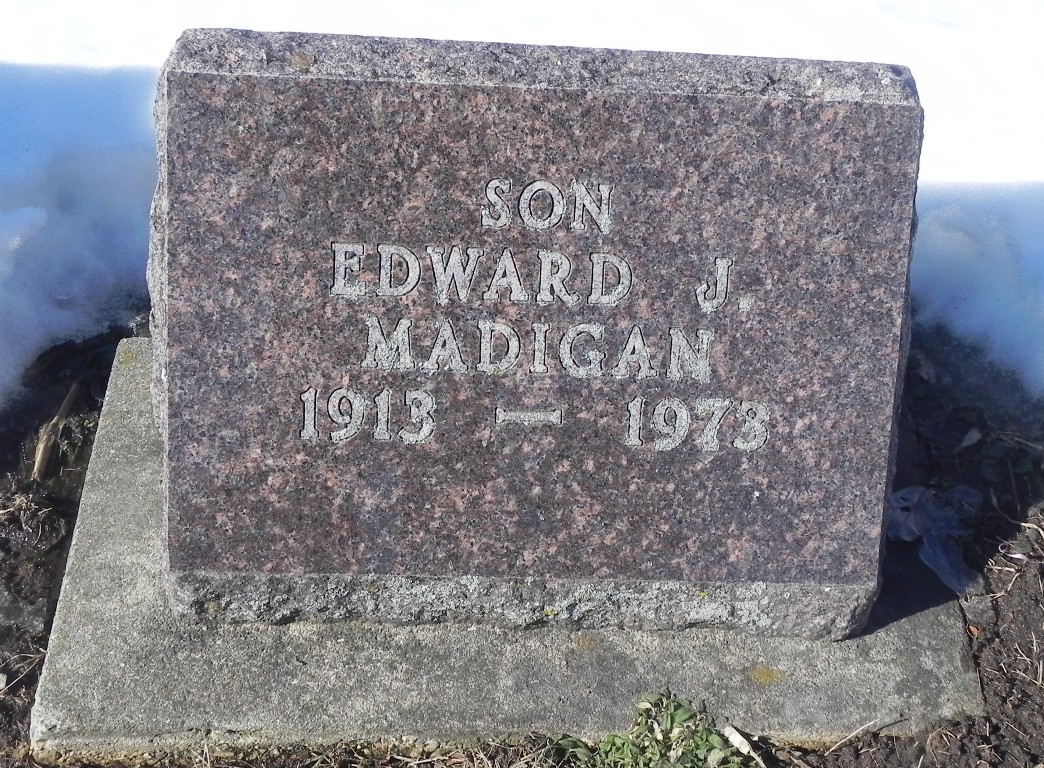 SON
EDWARD J.
MADIGAN
1913 — 1973